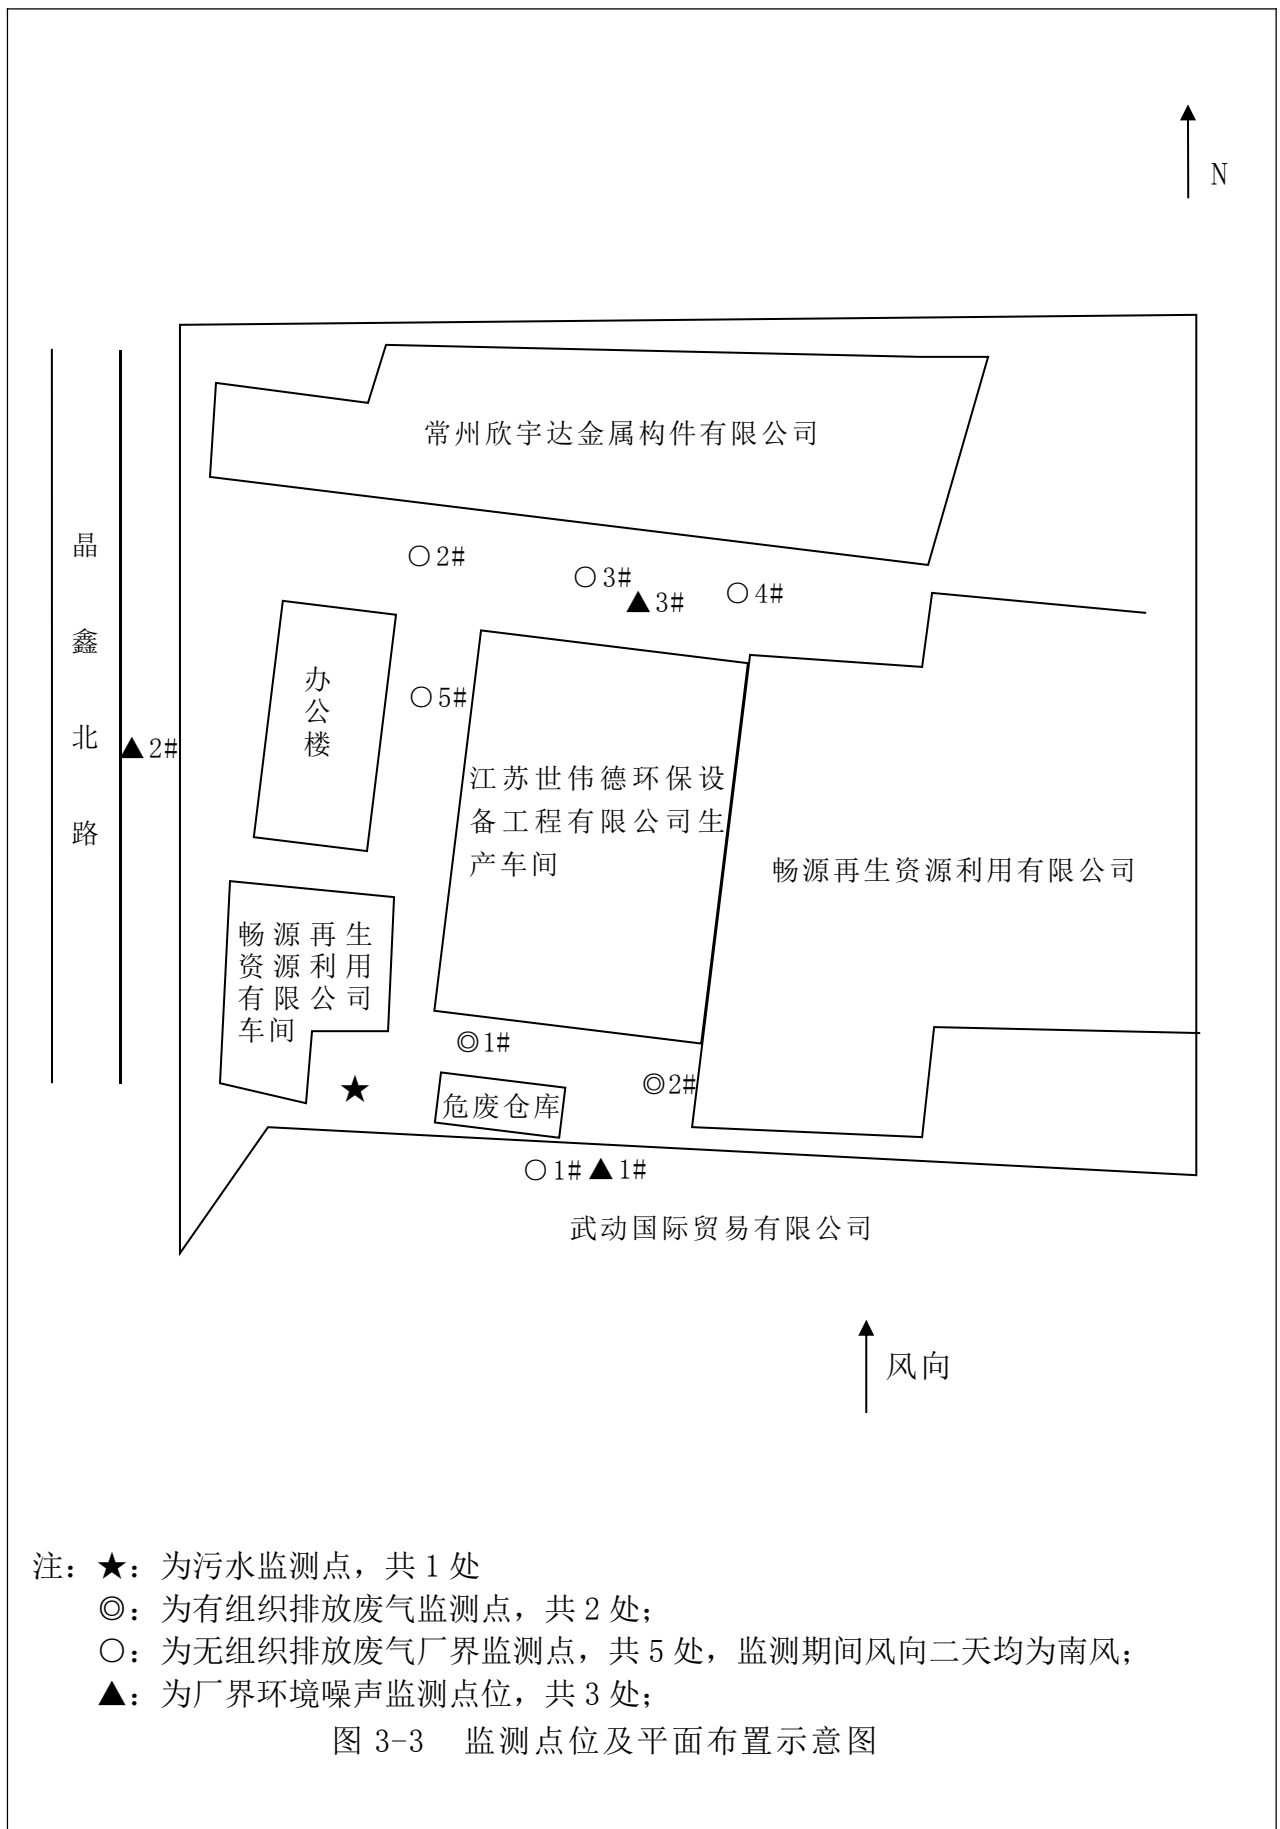 N
常州欣宇达金属构件有限公司
○2#
○3#
▲3#
○4#
晶鑫北路
办公楼
○5#
▲2#
江苏世伟德环保设
备工程有限公司生
产车间
畅源再生资源利用有限公司
畅源再生
资源利用
有限公司
车间
◎1#
◎2#
★
危废仓库
○1# ▲1#
武动国际贸易有限公司
风向
注：★：为污水监测点，共 1 处
◎：为有组织排放废气监测点，共 2 处；
○：为无组织排放废气厂界监测点，共 5 处，监测期间风向二天均为南风；
▲：为厂界环境噪声监测点位，共 3 处；
图 3-3 监测点位及平面布置示意图